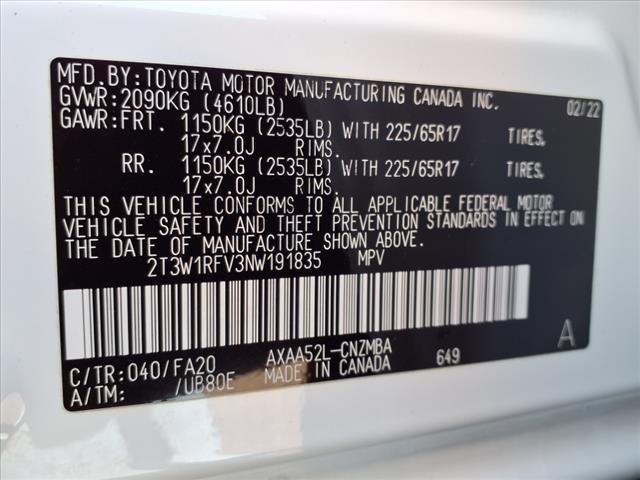 MFD.BY:TOYOTA MOTOR MANUFACTURING CANADA INC.
GVWR:2090KG (4610LB) 02/22
GAWR:FRT. 1150KG (2535LB) WITH 225/65R17 TIRES,
17x7.0J RIMS.
RR. 1150KG (2535LB) WITH 225/65R17 TIRES,
17x7.0J RIMS.
THIS VEHICLE CONFORMS TO ALL APPLICABLE FEDERAL MOTOR
VEHICLE SAFETY AND THEFT PREVENTION STANDARDS IN EFFECT ON
THE DATE OF MANUFACTURE SHOWN ABOVE.
2T3W1RFV3NW191835 MPV
A
C/TR:040/FA20 AXAA52L-CNZMBA 649
A/TM: /UB80E MADE IN CANADA